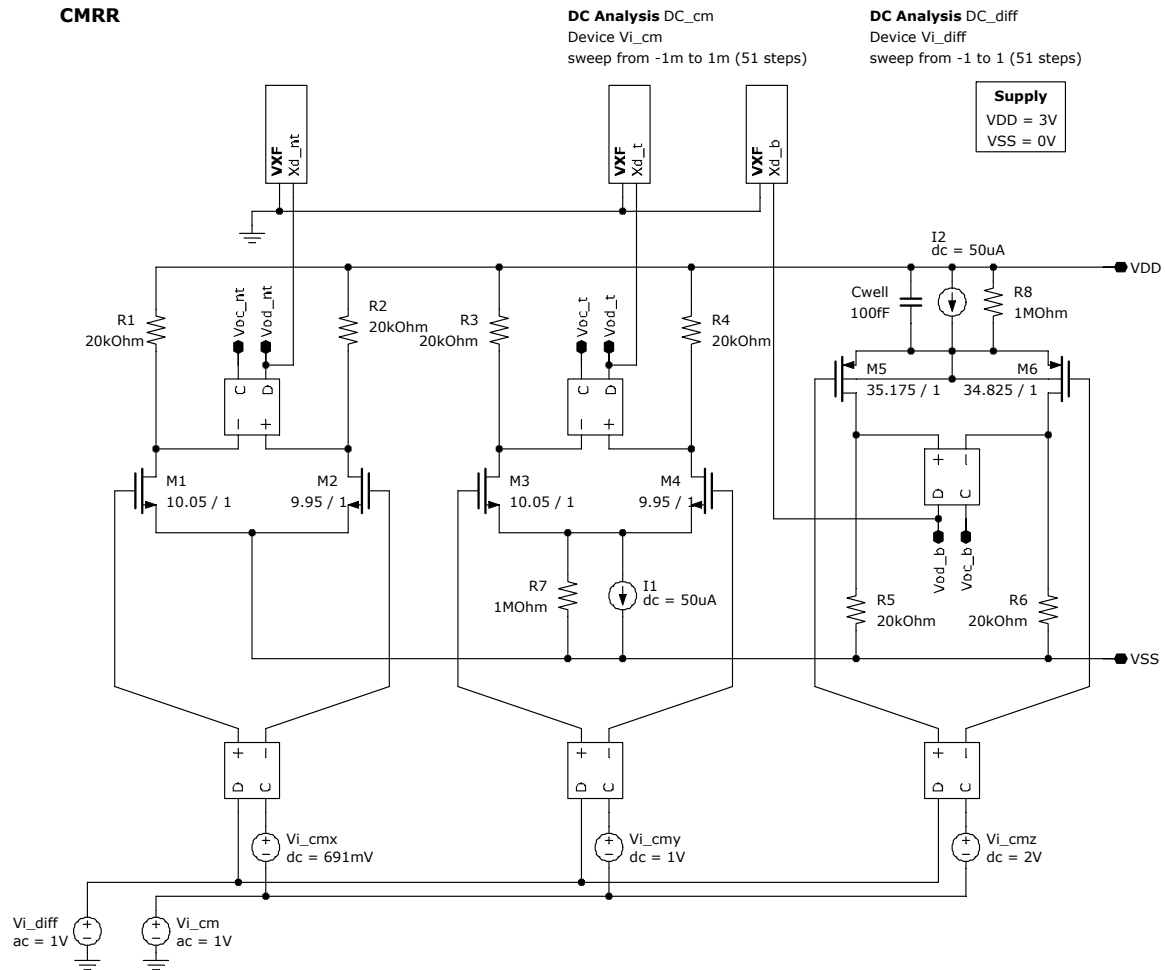 CMRR
DC Analysis DC_cm
Device Vi_cm
sweep from -1m to 1m (51 steps)
DC Analysis DC_diff
Device Vi_diff
sweep from -1 to 1 (51 steps)
Supply
VDD = 3V
VSS = 0V
VXF
Xd_nt
VXF
Xd_t
VXF
Xd_b
I2
dc = 50uA
VDD
R1
20kOhm
Voc_nt
Vod_nt
R2
20kOhm
R3
20kOhm
Voc_t
Vod_t
R4
20kOhm
Cwell
100fF
R8
1MOhm
C
D
- +
C
D
- +
M5
35.175 / 1
M6
34.825 / 1
M1
10.05 / 1
M2
9.95 / 1
M3
10.05 / 1
M4
9.95 / 1
+ -
D
C
Vod_b
Voc_b
R7
1MOhm
I1
dc = 50uA
R5
20kOhm
R6
20kOhm
VSS
+ -
D
C
+ -
D
C
+ -
D
C
Vi_cmx
dc = 691mV
Vi_cmy
dc = 1V
Vi_cmz
dc = 2V
Vi_diff
ac = 1V
Vi_cm
ac = 1V